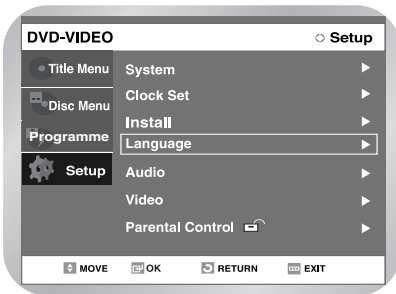 DVD-VIDEO
Setup
Title Menu
Disc Menu
Programme
Setup
System
Clock Set
Install
Language
Audio
Video
Parental Control
MOVE
OK
RETURN
EXIT